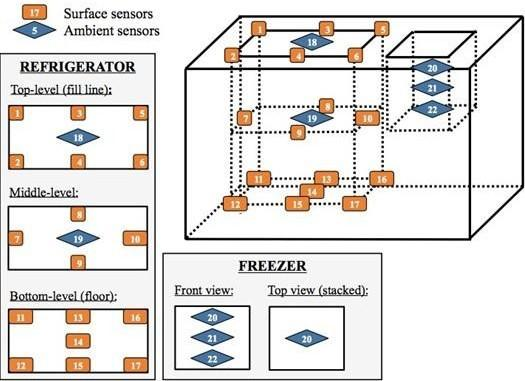 17 Surface sensors
5 Ambient sensors
REFRIGERATOR
Top-level (fill line):
1 3 5
18
2 4 6
Middle-level:
8
7 19 10
9
Bottom-level (floor):
11 13 16
14
12 15 17
1 3 5
18
2 4 6
20
21
22
8
7 19 10
9
11 13 16
14
12 15 17
FREEZER
Front view: Top view (stacked):
20
21 20
22